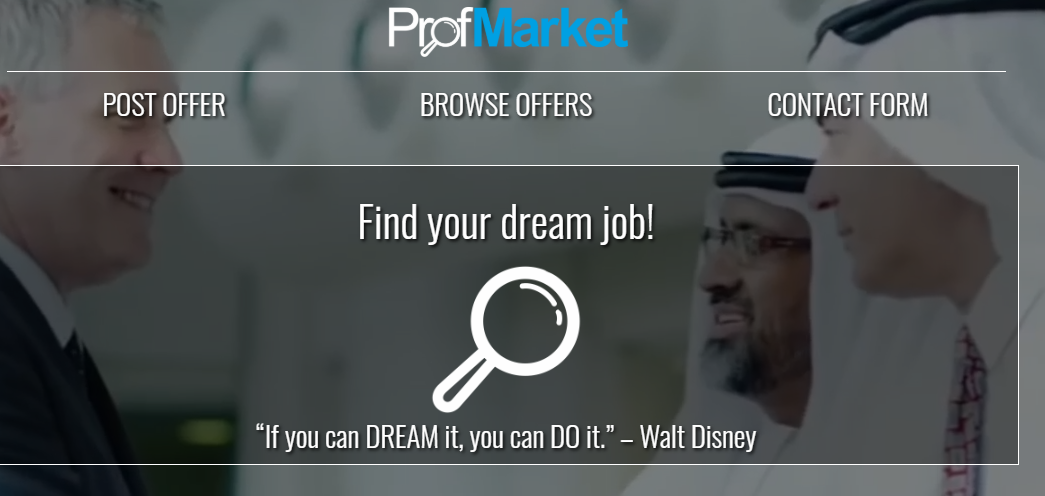 ProfMarket
POST OFFER
BROWSE OFFERS
CONTACT FORM
Find your dream job!
“If you can DREAM it, you can DO it.” – Walt Disney